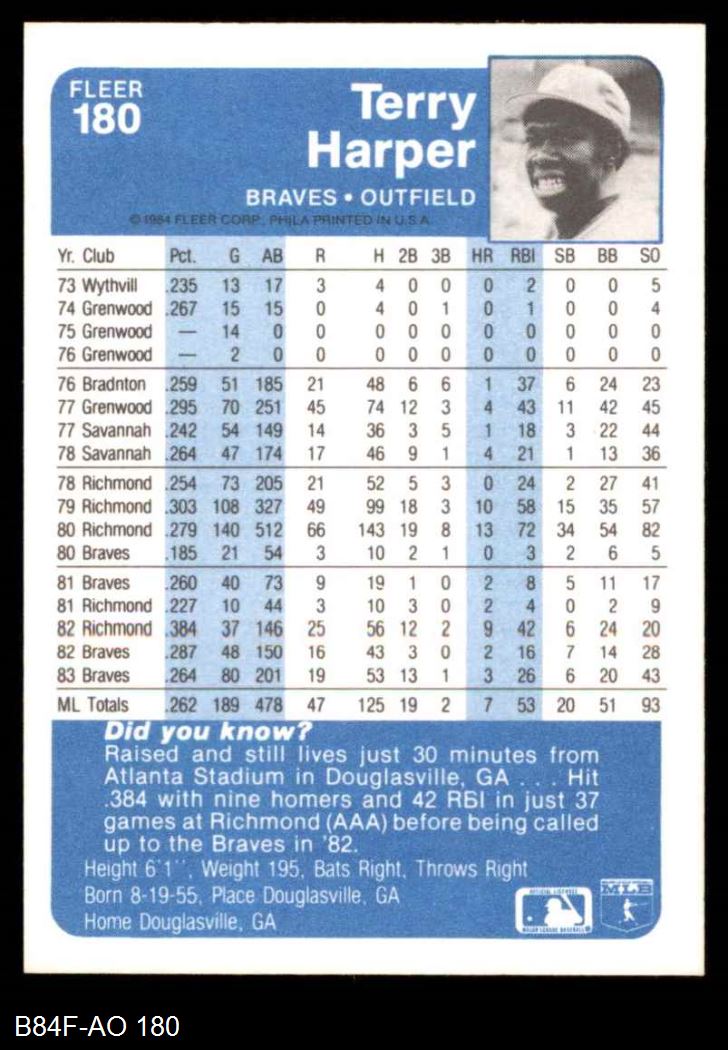 FLEER
180
Terry
Harper
BRAVES • OUTFIELD
© 1984 FLEER CORP., PHILA PRINTED IN U.S.A.
Yr. Club Pct. G AB R H 2B 3B HR RBI SB BB SO
73 Wythvill .235 13 17 3 4 0 0 0 2 0 0 5
74 Grenwood .267 15 15 0 4 0 1 0 1 0 0 4
75 Grenwood — 14 0 0 0 0 0 0 0 0 0 0
76 Grenwood — 2 0 0 0 0 0 0 0 0 0 0
76 Bradnton .259 51 185 21 48 6 6 1 37 6 24 23
77 Grenwood .295 70 251 45 74 12 3 4 43 11 42 45
77 Savannah .242 54 149 14 36 3 5 1 18 3 22 44
78 Savannah .264 47 174 17 46 9 1 4 21 1 13 36
78 Richmond .254 73 205 21 52 5 3 0 24 2 27 41
79 Richmond .303 108 327 49 99 18 3 10 58 15 35 57
80 Richmond .279 140 512 66 143 19 8 13 72 34 54 82
80 Braves .185 21 54 3 10 2 1 0 3 2 6 5
81 Braves .260 40 73 9 19 1 0 2 8 5 11 17
81 Richmond .227 10 44 3 10 3 0 2 4 0 2 9
82 Richmond .384 37 146 25 56 12 2 9 42 6 24 20
82 Braves .287 48 150 16 43 3 0 2 16 7 14 28
83 Braves .264 80 201 19 53 13 1 3 26 6 20 43
ML Totals .262 189 478 47 125 19 2 7 53 20 51 93
Did you know?
Raised and still lives just 30 minutes from
Atlanta Stadium in Douglasville, GA . . . Hit
.384 with nine homers and 42 RBI in just 37
games at Richmond (AAA) before being called
up to the Braves in '82.
Height 6'1", Weight 195, Bats Right, Throws Right
Born 8-19-55, Place Douglasville, GA
Home Douglasville, GA
OFFICIAL LICENSEE
MAJOR LEAGUE BASEBALL
MLB
B84F-AO 180